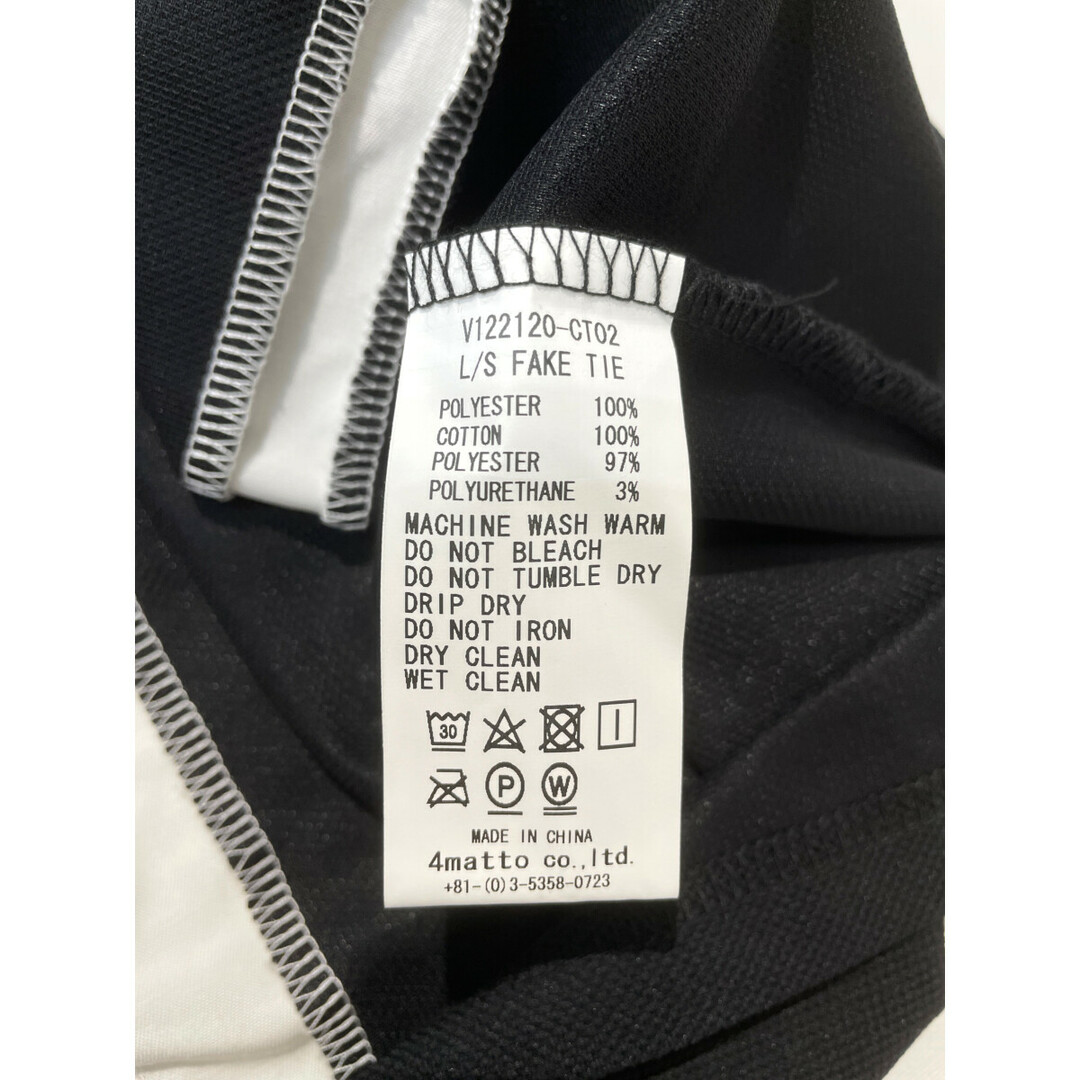 V122120-CT02
L/S FAKE TIE
POLYESTER 100%
COTTON 100%
POLYESTER 97%
POLYURETHANE 3%
MACHINE WASH WARM
DO NOT BLEACH
DO NOT TUMBLE DRY
DRIP DRY
DO NOT IRON
DRY CLEAN
WET CLEAN
30
P W
MADE IN CHINA
4matto co.,ltd.
+81-(0)3-5358-0723